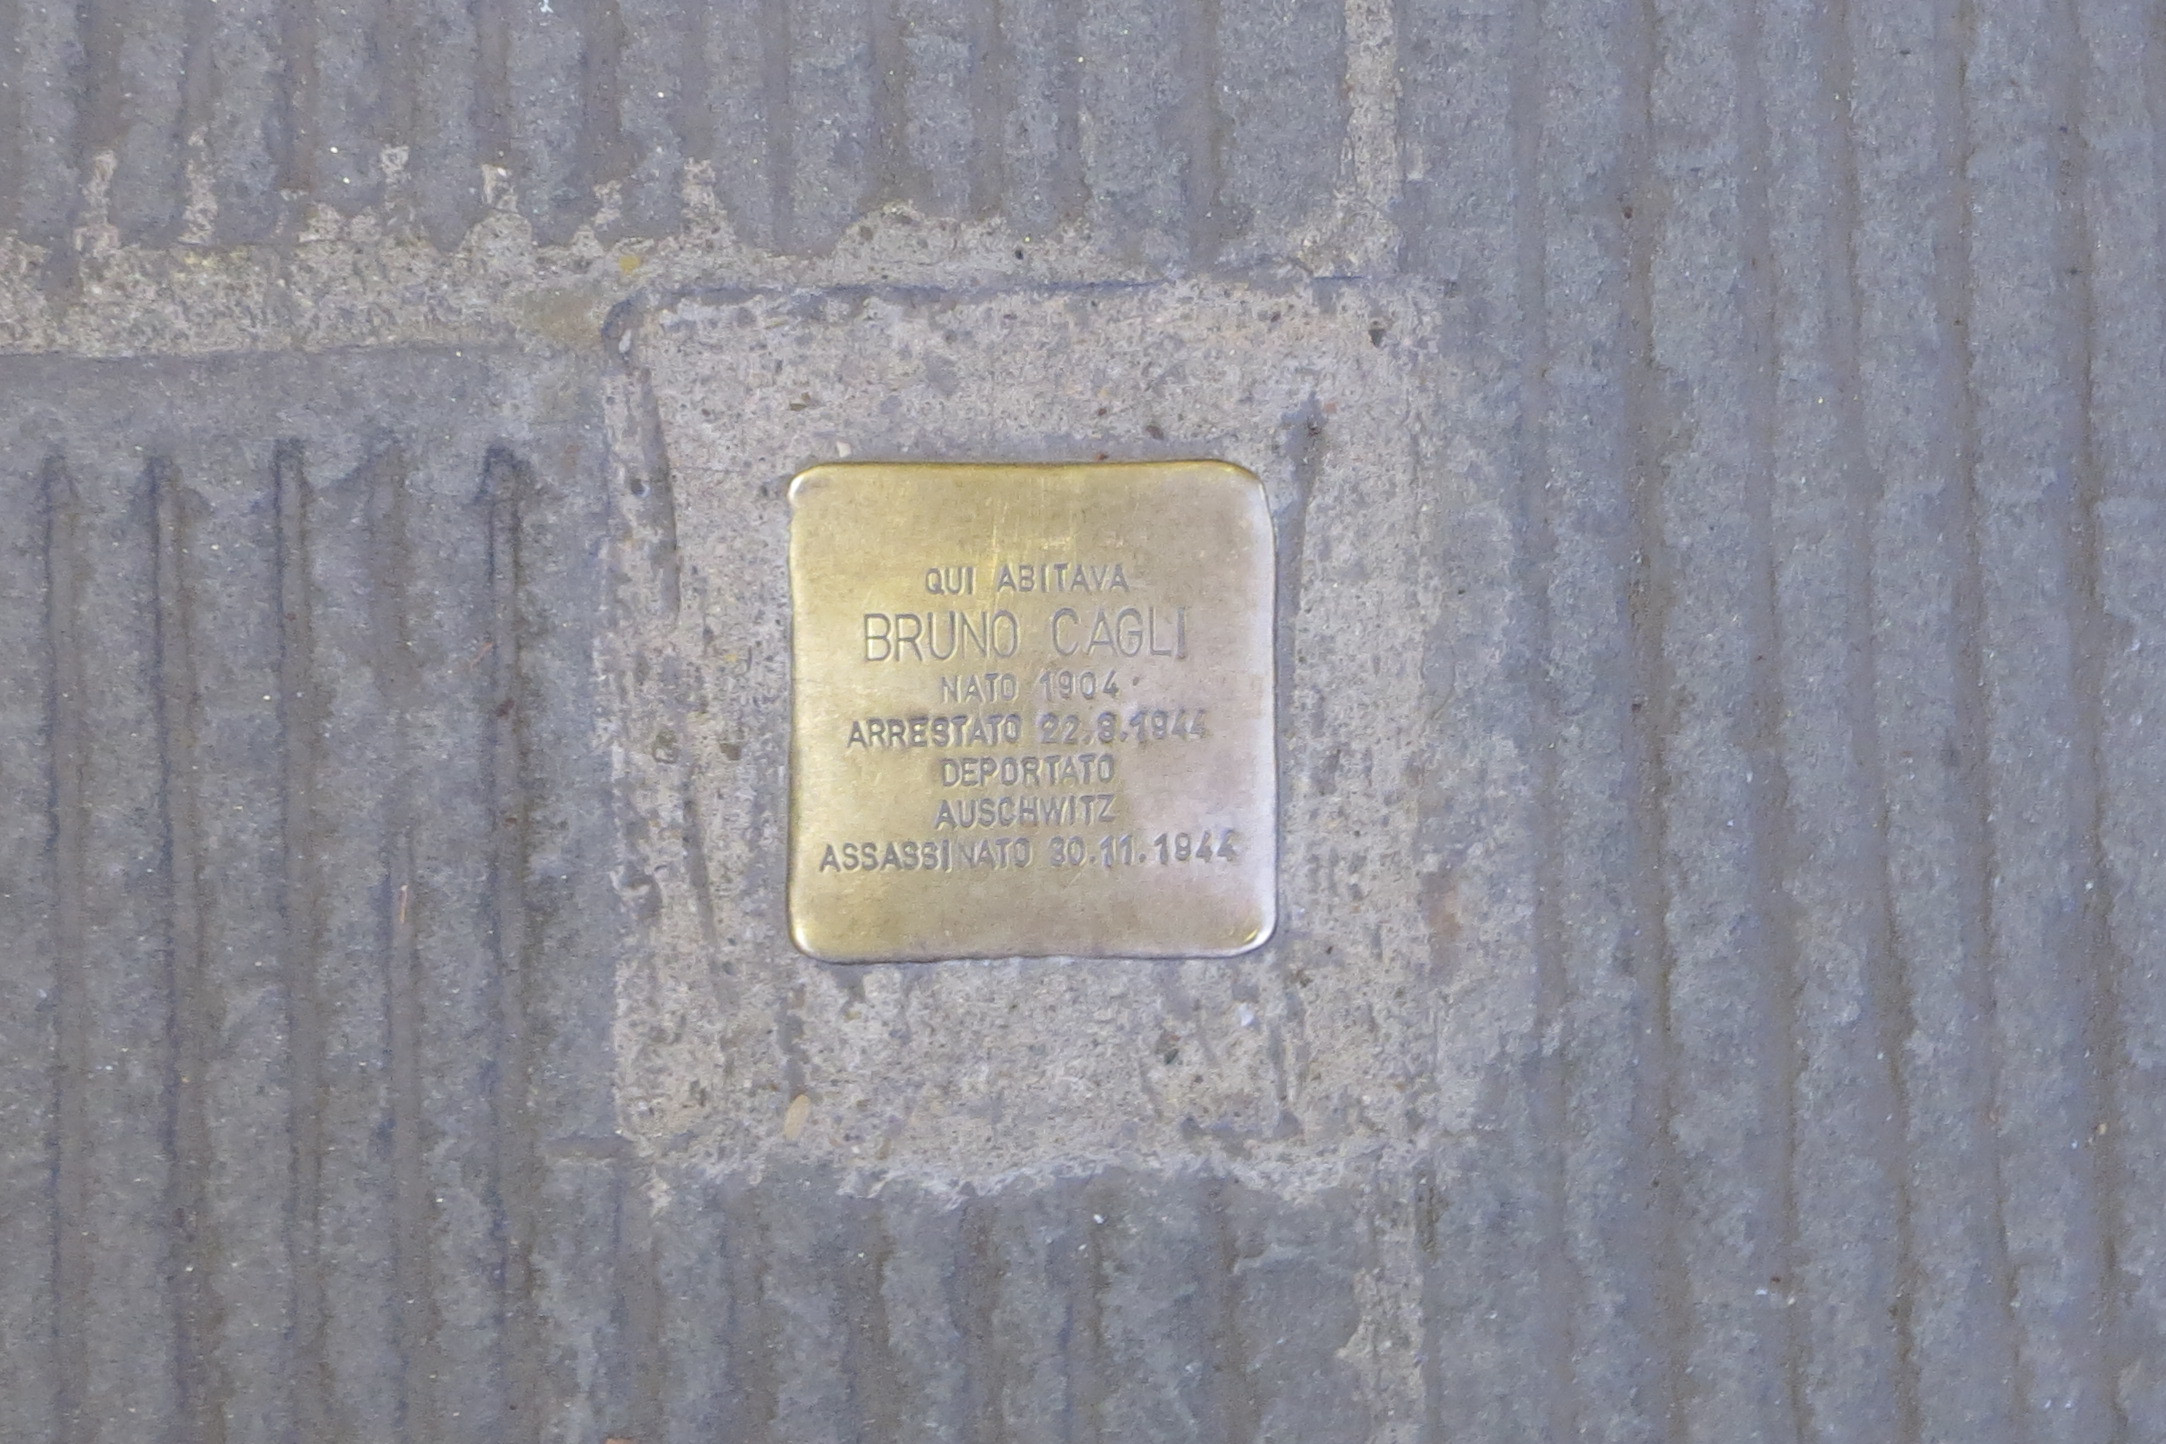 QUI ABITAVA
BRUNO CAGLI
NATO 1904
ARRESTATO 22.8.1944
DEPORTATO
AUSCHWITZ
ASSASSINATO 30.11.1944